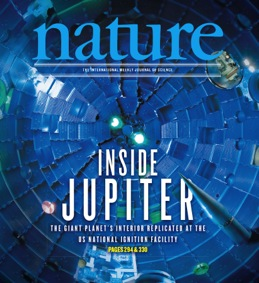 nature
THE INTERNATIONAL WEEKLY JOURNAL OF SCIENCE
INSIDE
JUPITER
THE GIANT PLANET'S INTERIOR REPLICATED AT THE
US NATIONAL IGNITION FACILITY
PAGES 294 & 330